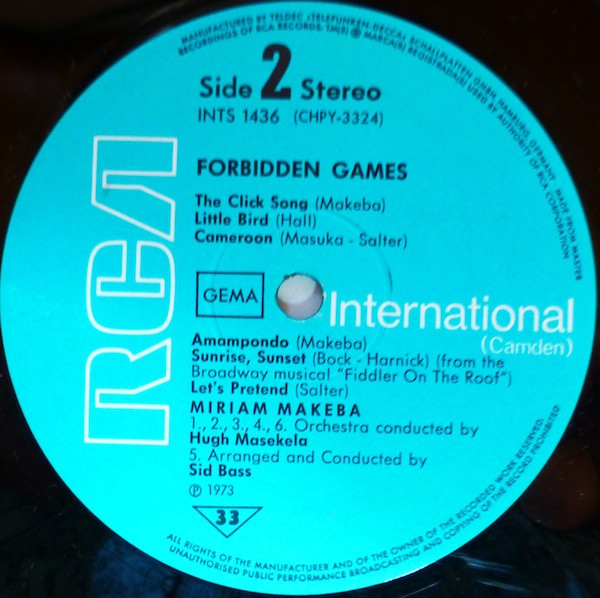 MANUFACTURED BY TELDEC »TELEFUNKEN-DECCA« SCHALLPLATTEN GMBH, HAMBURG, GERMANY MADE FROM MASTER
RECORDINGS OF RCA RECORDS, TM(S) ® MARCA(S) REGISTRADA(S) USED BY AUTHORITY OF RCA CORPORATION
Side 2 Stereo
INTS 1436 (CHPY-3324)
RCA
FORBIDDEN GAMES
The Click Song (Makeba)
Little Bird (Hall)
Cameroon (Masuka - Salter)
GEMA
International
(Camden)
Amampondo (Makeba)
Sunrise, Sunset (Bock - Harnick) (from the
Broadway musical "Fiddler On The Roof")
Let's Pretend (Salter)
MIRIAM MAKEBA
1., 2., 3., 4., 6. Orchestra conducted by
Hugh Masekela
5. Arranged and Conducted by
Sid Bass
℗ 1973
33
ALL RIGHTS OF THE MANUFACTURER AND OF THE OWNER OF THE RECORDED WORK RESERVED.
UNAUTHORISED PUBLIC PERFORMANCE BROADCASTING AND COPYING OF THE RECORD PROHIBITED